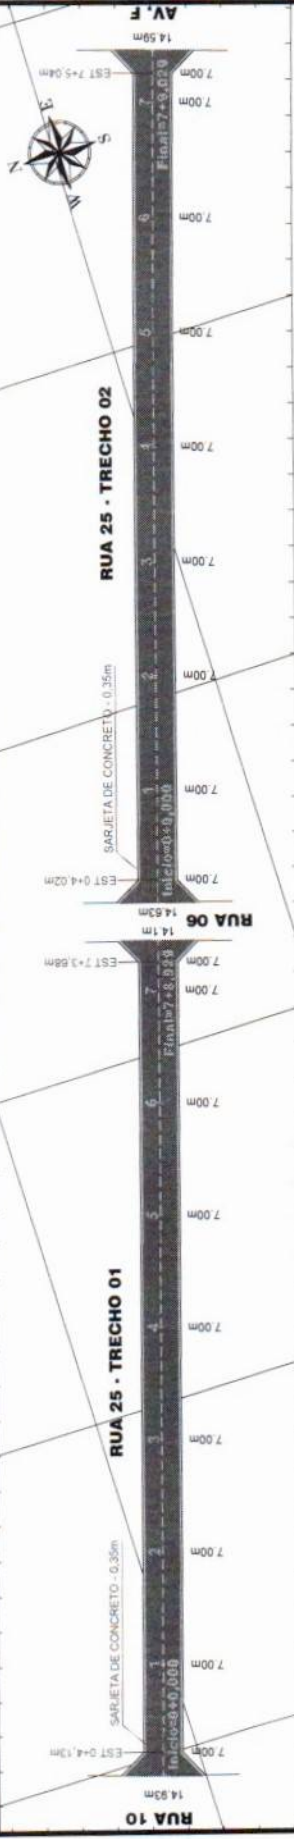 AV. F
14.59m
EST 7+5.04m
7.00m
7.00m
7
Final=7+9,029
N
E
S
W
6
7.00m
5
7.00m
RUA 25 - TRECHO 02
4
7.00m
3
7.00m
2
7.00m
SARJETA DE CONCRETO - 0,35m
1
7.00m
Início=0+0,000
EST 0+4.02m
7.00m
14.63m
RUA 06
14.1m
EST 7+3.68m
7.00m
7.00m
7
Final=7+8,929
6
7.00m
5
7.00m
RUA 25 - TRECHO 01
4
7.00m
3
7.00m
2
7.00m
SARJETA DE CONCRETO - 0,35m
1
7.00m
Início=0+0,000
EST 0+4,13m
7.00m
14.93m
RUA 10